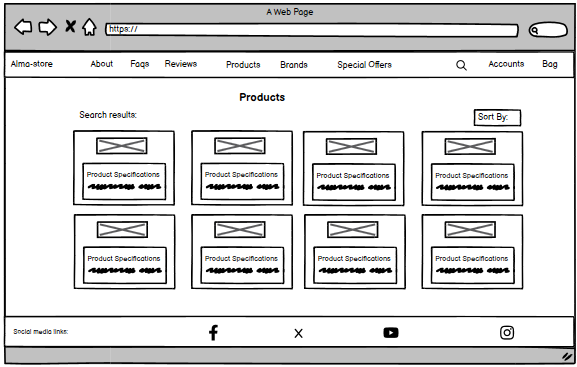 A Web Page
https://
Alma-store About Faqs Reviews Products Brands Special Offers Accounts Bag
Products
Search results: Sort By:
Product Specifications Product Specifications Product Specifications Product Specifications
Product Specifications Product Specifications Product Specifications Product Specifications
Social media links: